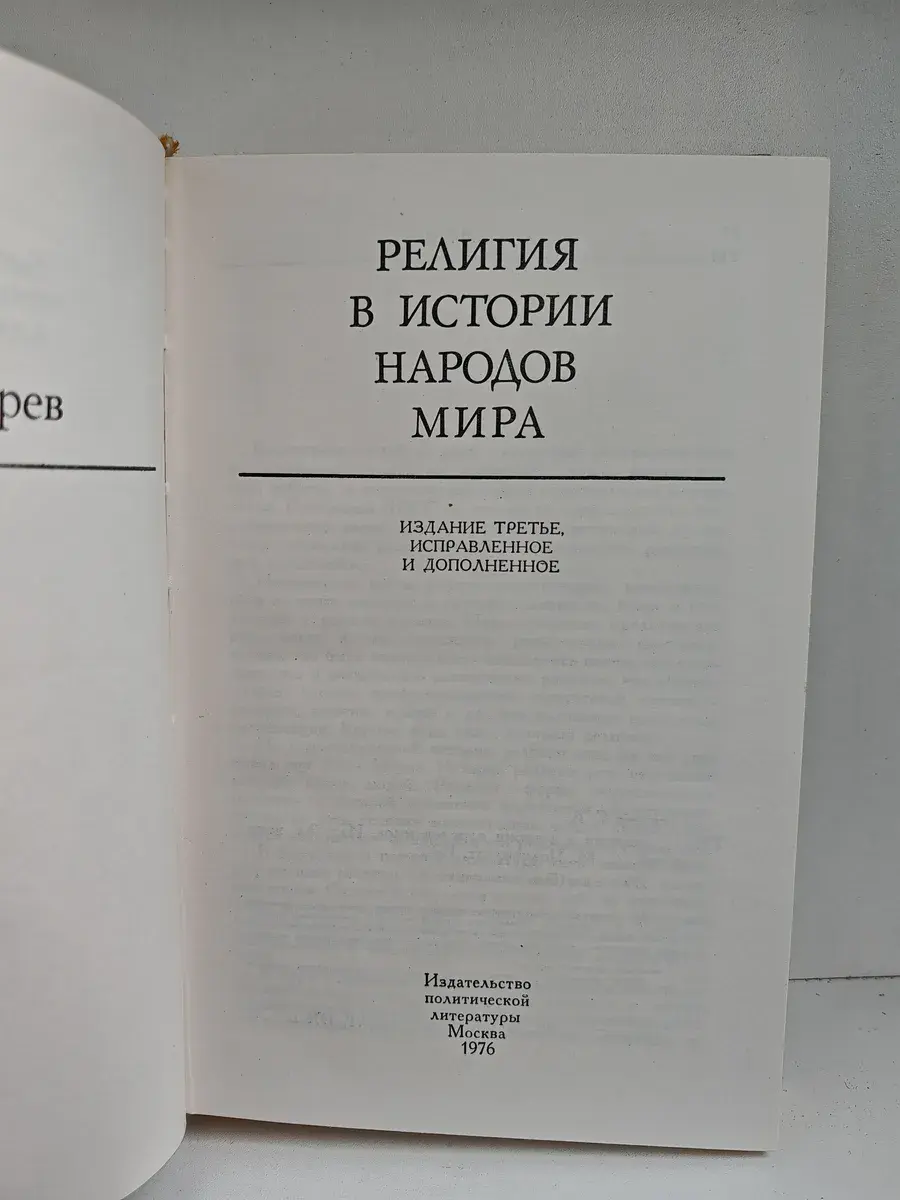 рев
РЕЛИГИЯ
В ИСТОРИИ
НАРОДОВ
МИРА
ИЗДАНИЕ ТРЕТЬЕ,
ИСПРАВЛЕННОЕ
И ДОПОЛНЕННОЕ
Издательство
политической
литературы
Москва
1976